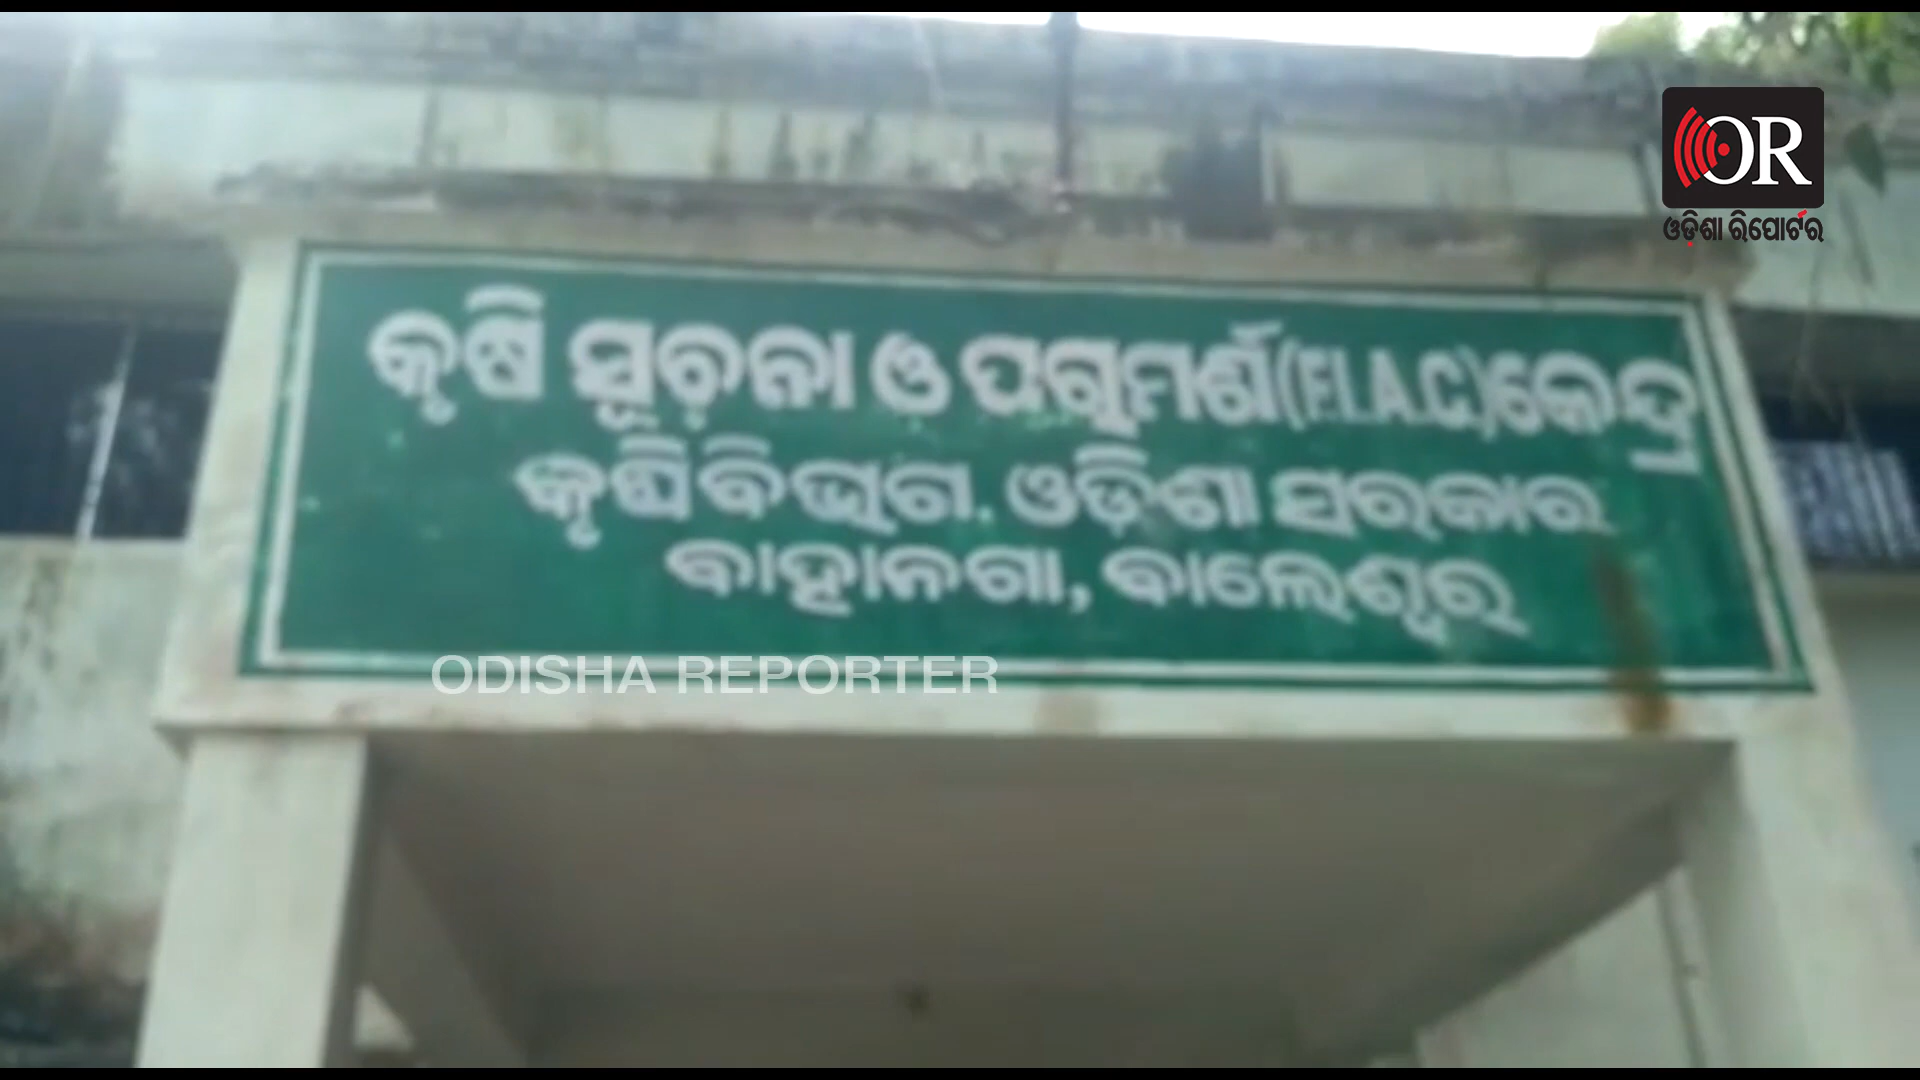 OR
ଓଡ଼ିଶା ରିପୋର୍ଟର
କୃଷି ସୂଚନା ଓ ପରାମର୍ଶ (F.I.A.C) କେନ୍ଦ୍ର
କୃଷି ବିଭାଗ. ଓଡ଼ିଶା ସରକାର
ବାହାନଗା, ବାଲେଶ୍ୱର
ODISHA REPORTER